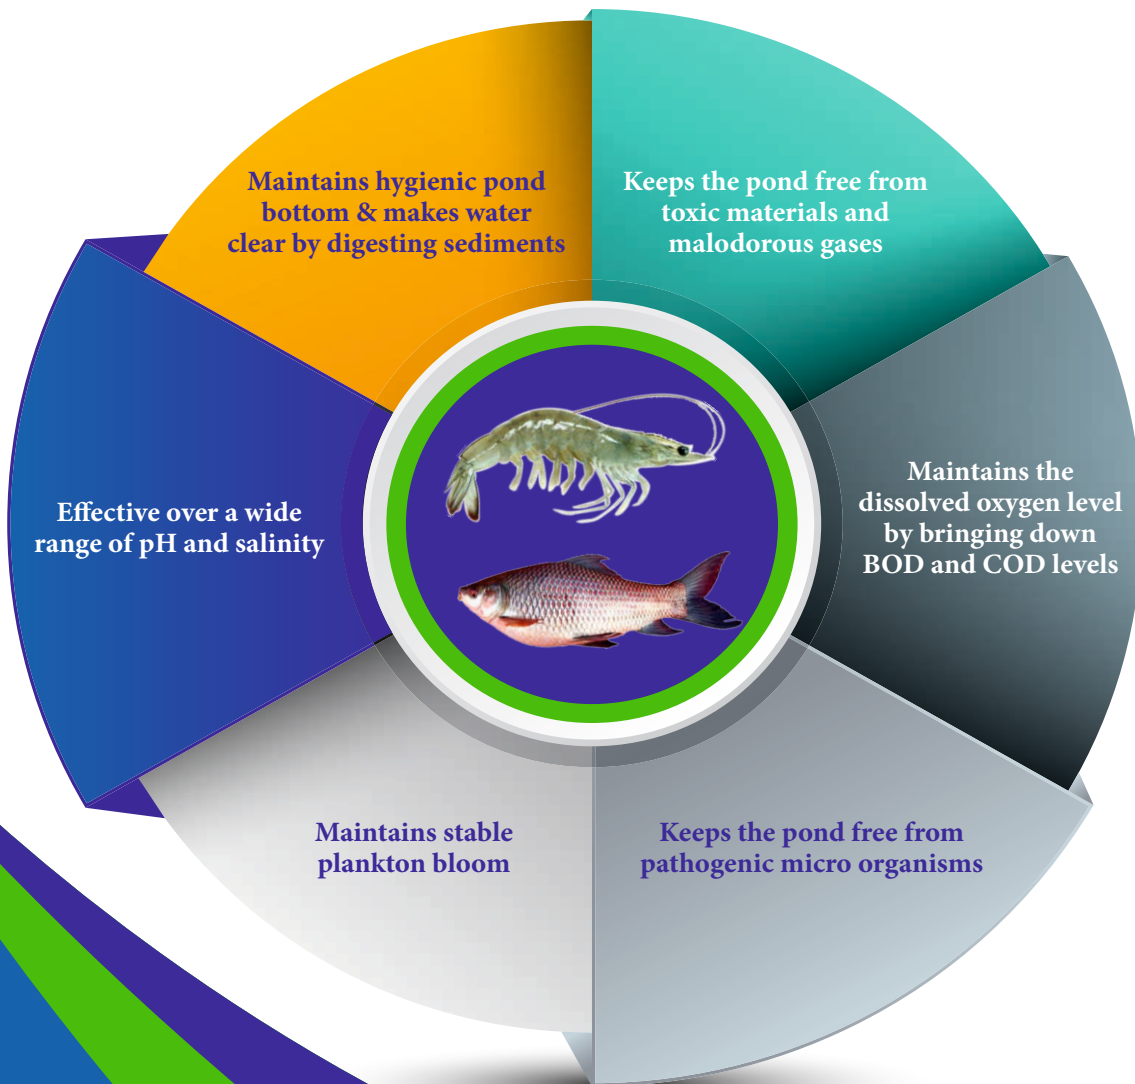 Maintains hygienic pond
bottom & makes water
clear by digesting sediments
Keeps the pond free from
toxic materials and
malodorous gases
Maintains the
dissolved oxygen level
by bringing down
BOD and COD levels
Keeps the pond free from
pathogenic micro organisms
Maintains stable
plankton bloom
Effective over a wide
range of pH and salinity